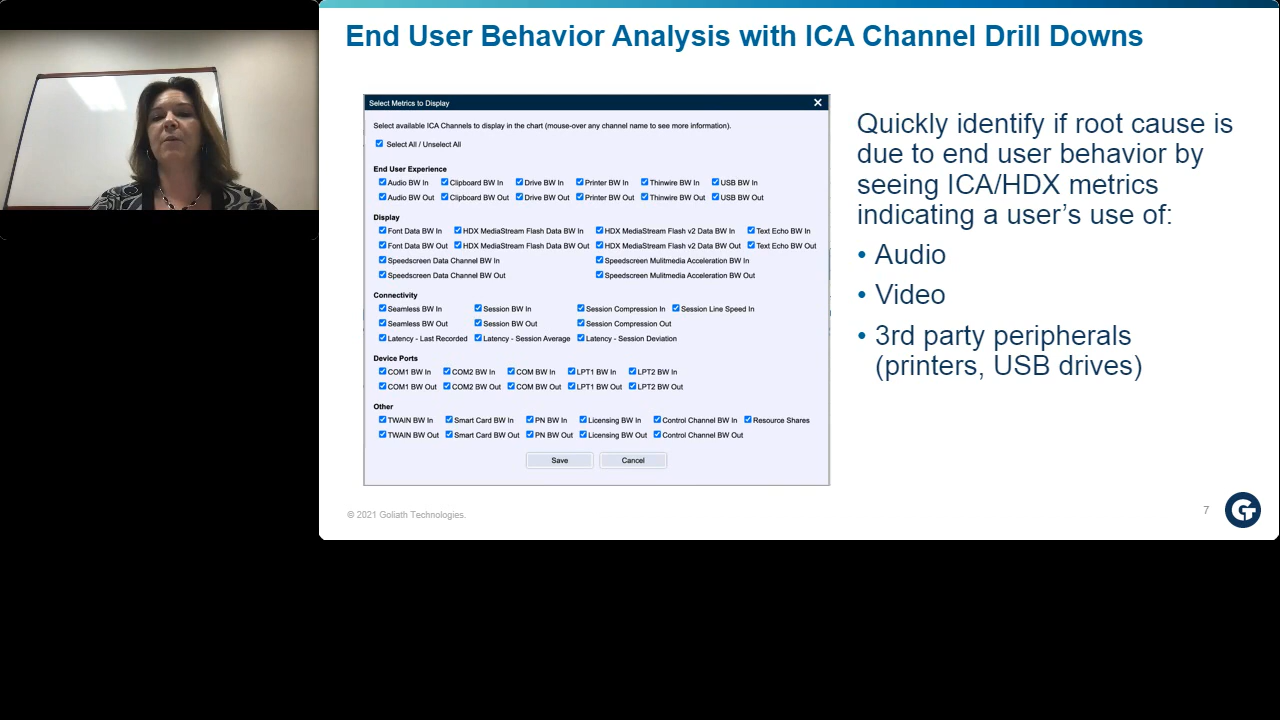 End User Behavior Analysis with ICA Channel Drill Downs
Select Metrics to Display
Select available ICA Channels to display in the chart (mouse-over any channel name to see more information).
Select All / Unselect All
End User Experience
Audio BW In Clipboard BW In Drive BW In Printer BW In Thinwire BW In USB BW In
Audio BW Out Clipboard BW Out Drive BW Out Printer BW Out Thinwire BW Out USB BW Out
Display
Font Data BW In HDX MediaStream Flash Data BW In HDX MediaStream Flash v2 Data BW In Text Echo BW In
Font Data BW Out HDX MediaStream Flash Data BW Out HDX MediaStream Flash v2 Data BW Out Text Echo BW Out
Speedscreen Data Channel BW In Speedscreen Mulitmedia Acceleration BW In
Speedscreen Data Channel BW Out Speedscreen Mulitmedia Acceleration BW Out
Connectivity
Seamless BW In Session BW In Session Compression In Session Line Speed In
Seamless BW Out Session BW Out Session Compression Out
Latency - Last Recorded Latency - Session Average Latency - Session Deviation
Device Ports
COM1 BW In COM2 BW In COM BW In LPT1 BW In LPT2 BW In
COM1 BW Out COM2 BW Out COM BW Out LPT1 BW Out LPT2 BW Out
Other
TWAIN BW In Smart Card BW In PN BW In Licensing BW In Control Channel BW In Resource Shares
TWAIN BW Out Smart Card BW Out PN BW Out Licensing BW Out Control Channel BW Out
Save Cancel
Quickly identify if root cause is
due to end user behavior by
seeing ICA/HDX metrics
indicating a user's use of:
• Audio
• Video
• 3rd party peripherals
(printers, USB drives)
© 2021 Goliath Technologies.
7